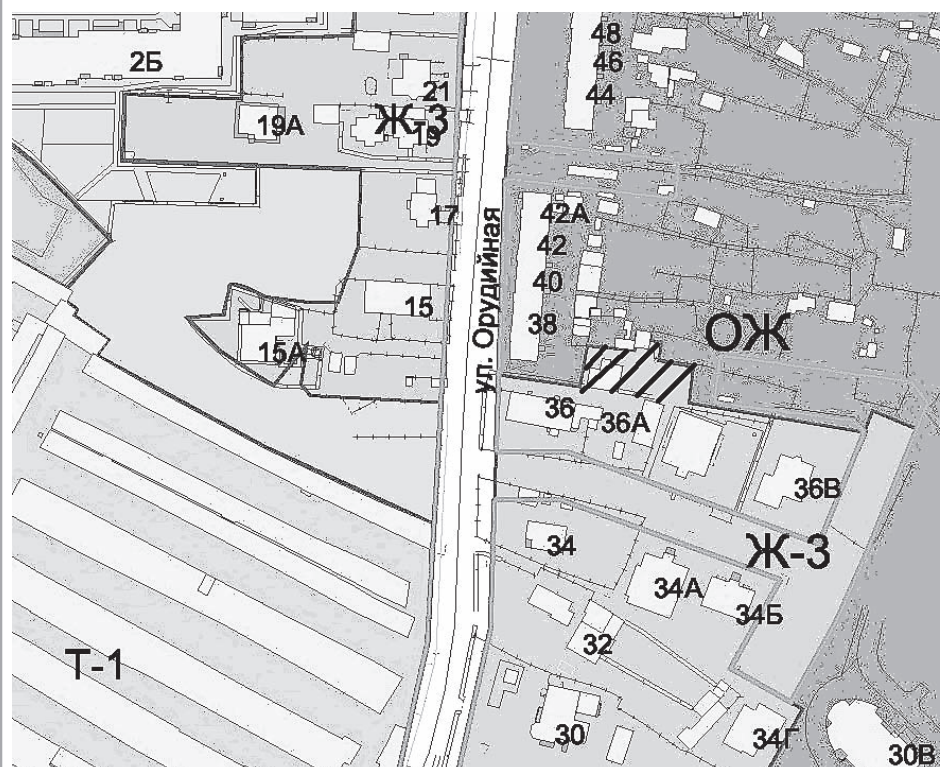 48
46
2Б
44
21
Ж-3
19А
19
17
42А
42
40
15
38
ул. Орудийная
ОЖ
15А
36
36А
36В
34
Ж-3
34А
34Б
32
Т-1
30
34Г
30В